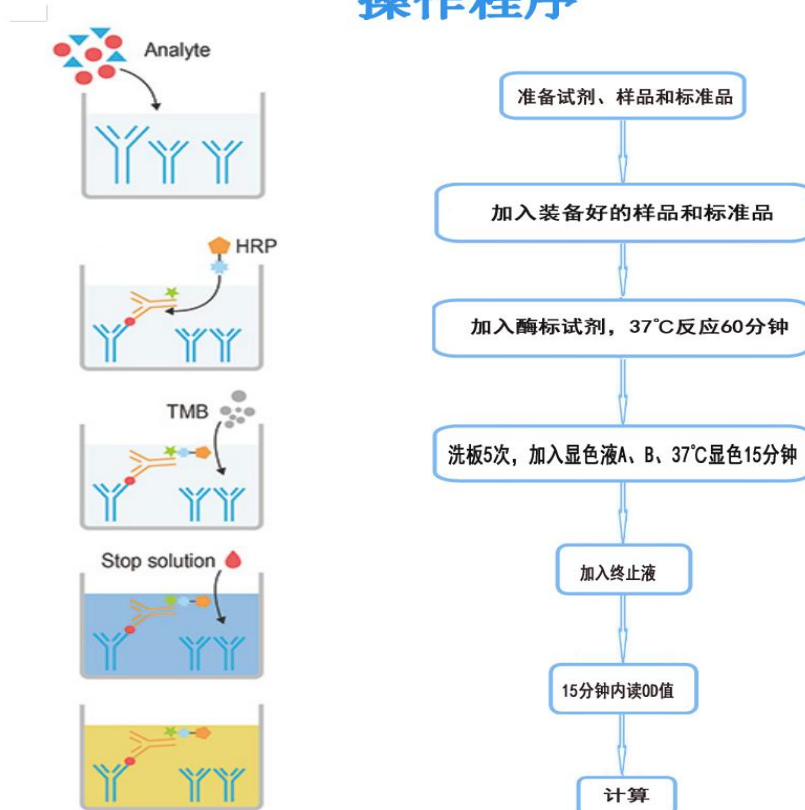 操作程序
Analyte
准备试剂、样品和标准品
加入装备好的样品和标准品
HRP
加入酶标试剂，37℃反应60分钟
TMB
洗板5次，加入显色液A、B、37℃显色15分钟
Stop solution
加入终止液
15分钟内读OD值
计算